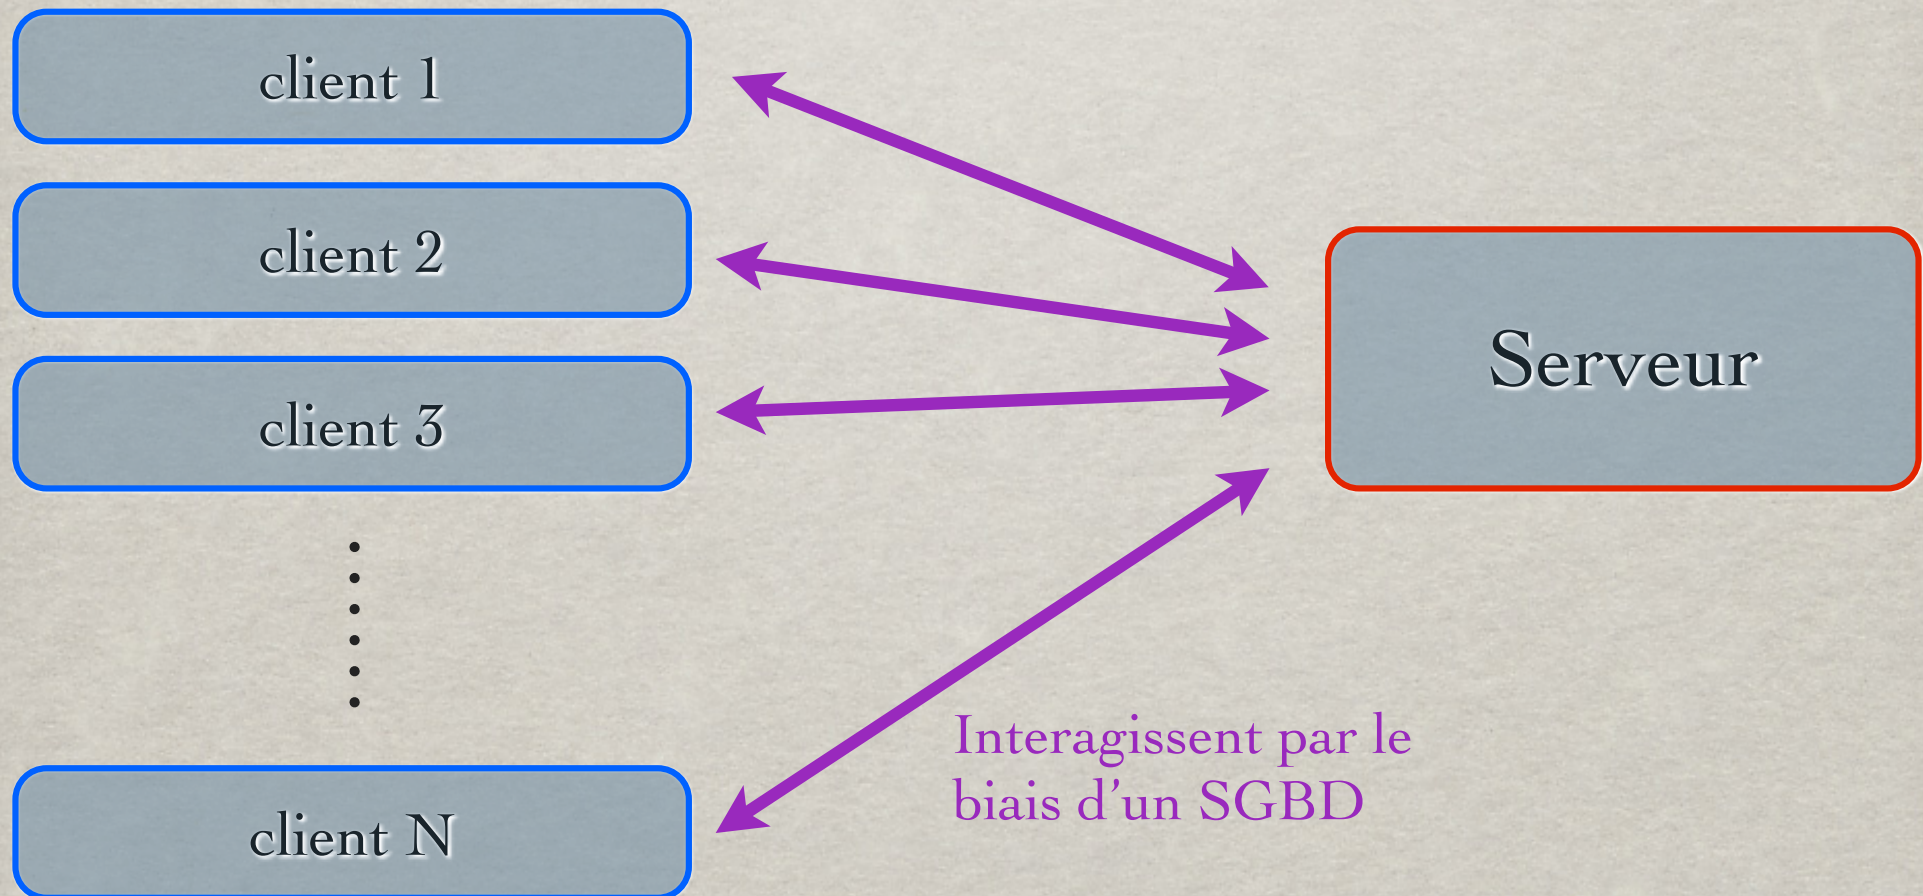 client 1
client 2
client 3
Serveur
Interagissent par le
biais d'un SGBD
client N